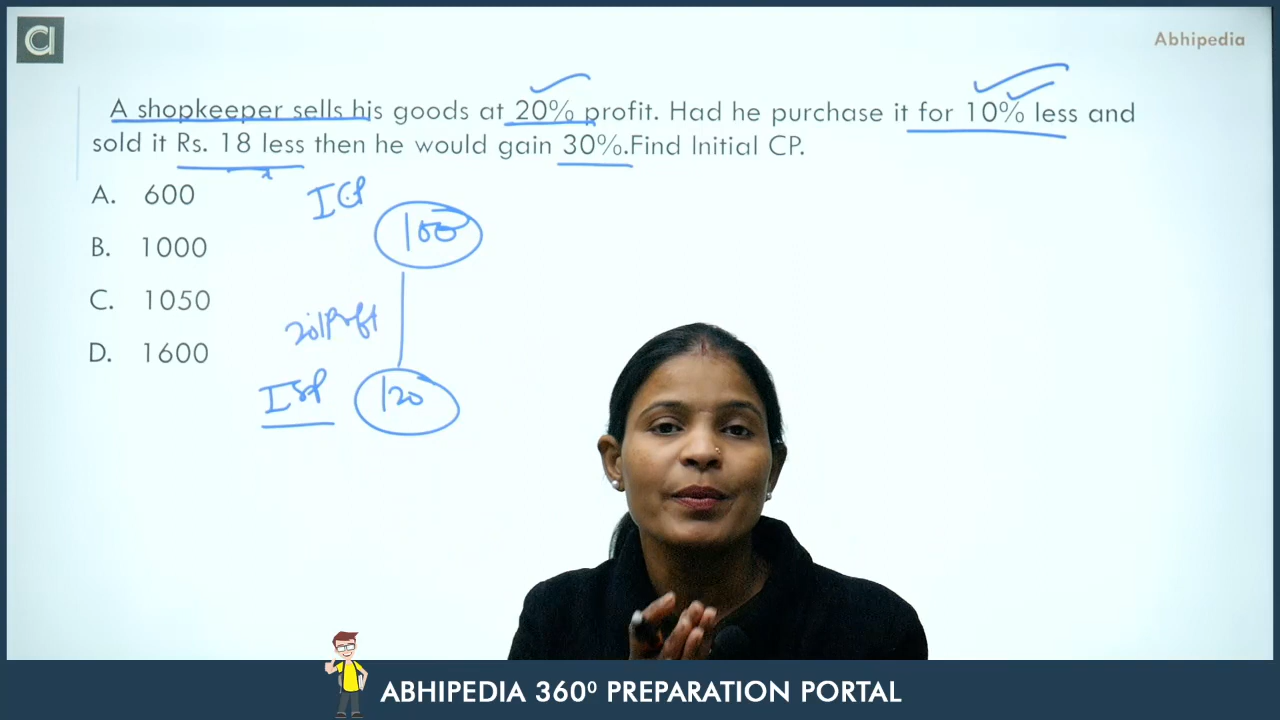 Abhipedia
A shopkeeper sells his goods at 20% profit. Had he purchase it for 10% less and
sold it Rs. 18 less then he would gain 30%.Find Initial CP.
A. 600
B. 1000
C. 1050
D. 1600
ICP
100
20% Profit
ISP
120
ABHIPEDIA 360⁰ PREPARATION PORTAL